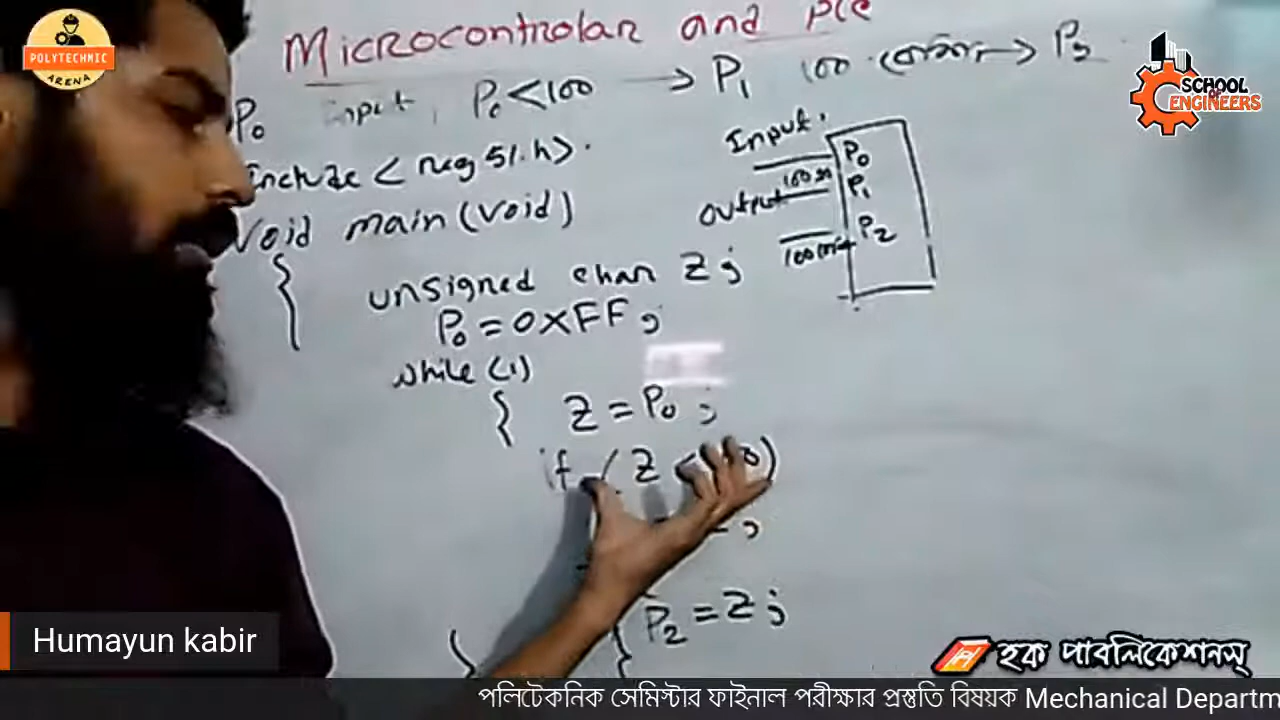 POLYTECHNIC
ARENA
SCHOOL
OF
ENGINEERS
Microcontrolar and PLC
P0 input, P0 < 100 → P1 100 → P2
include < reg 51.h >.
void main (void)
{
unsigned char Z;
P0 = 0XFF;
while (1)
{ Z = P0;
if ( Z <
;
{ P2 = Z;
}
Input.
P0
P1
Output
P2
Humayun kabir
হক পাবলিকেশনস্
পলিটেকনিক সেমিস্টার ফাইনাল পরীক্ষার প্রস্তুতি বিষয়ক Mechanical Departm